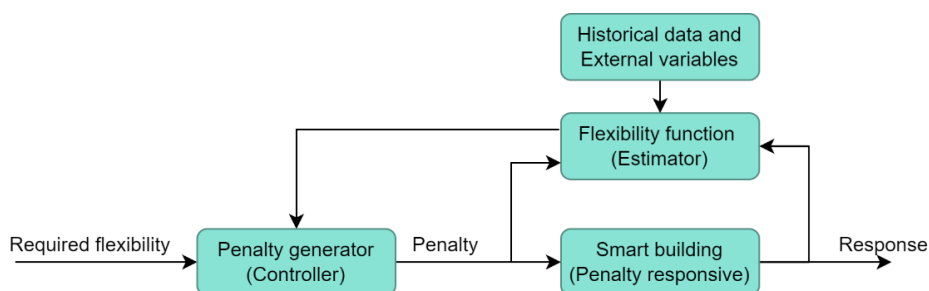 Historical data and
External variables
Flexibility function
(Estimator)
Required flexibility
Penalty generator
(Controller)
Penalty
Smart building
(Penalty responsive)
Response